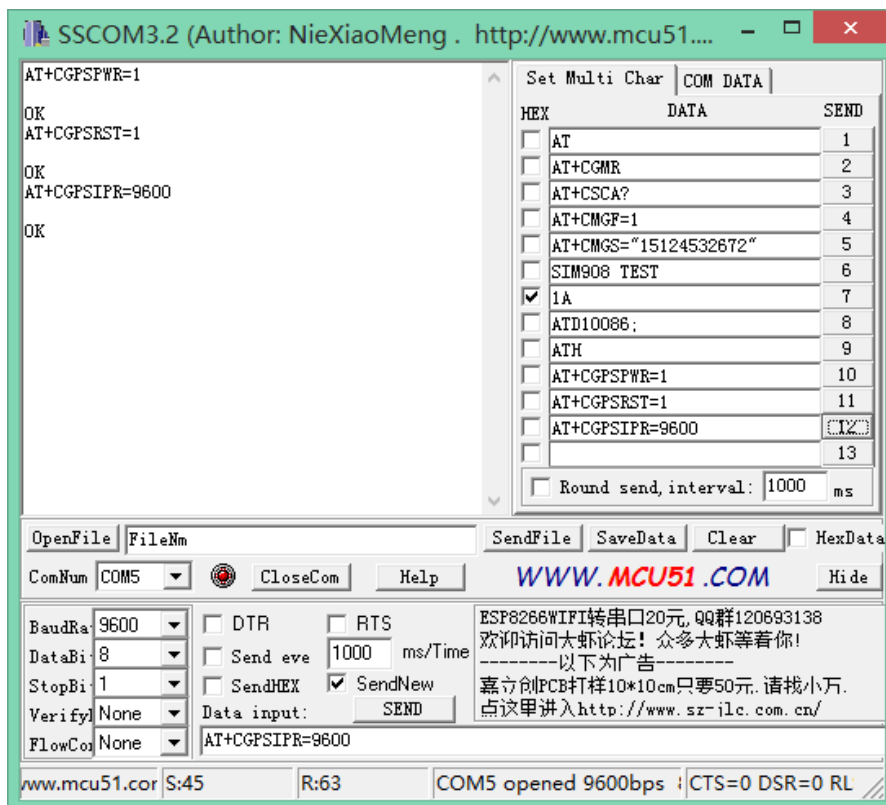 SSCOM3.2 (Author: NieXiaoMeng . http://www.mcu51....
AT+CGPSPWR=1
OK
AT+CGPSRST=1
OK
AT+CGPSIPR=9600
OK
Set Multi Char COM DATA
HEX DATA SEND
AT 1
AT+CGMR 2
AT+CSCA? 3
AT+CMGF=1 4
AT+CMGS="15124532672" 5
SIM908 TEST 6
1A 7
ATD10086; 8
ATH 9
AT+CGPSPWR=1 10
AT+CGPSRST=1 11
AT+CGPSIPR=9600 12
13
Round send, interval: 1000 ms
OpenFile FileNm SendFile SaveData Clear HexData
ComNum COM5 CloseCom Help WWW.MCU51.COM Hide
BaudRa 9600 DTR RTS
DataBi 8 Send eve 1000 ms/Time
StopBi 1 SendHEX SendNew
Verify None Data input: SEND
FlowCo None AT+CGPSIPR=9600
ESP8266WIFI转串口20元,QQ群120693138
欢迎访问大虾论坛! 众多大虾等着你!
--------以下为广告--------
嘉立创PCB打样10*10cm只要50元.请找小万.
点这里进入http://www.sz-jlc.com.cn/
www.mcu51.cor S:45 R:63 COM5 opened 9600bps CTS=0 DSR=0 RL